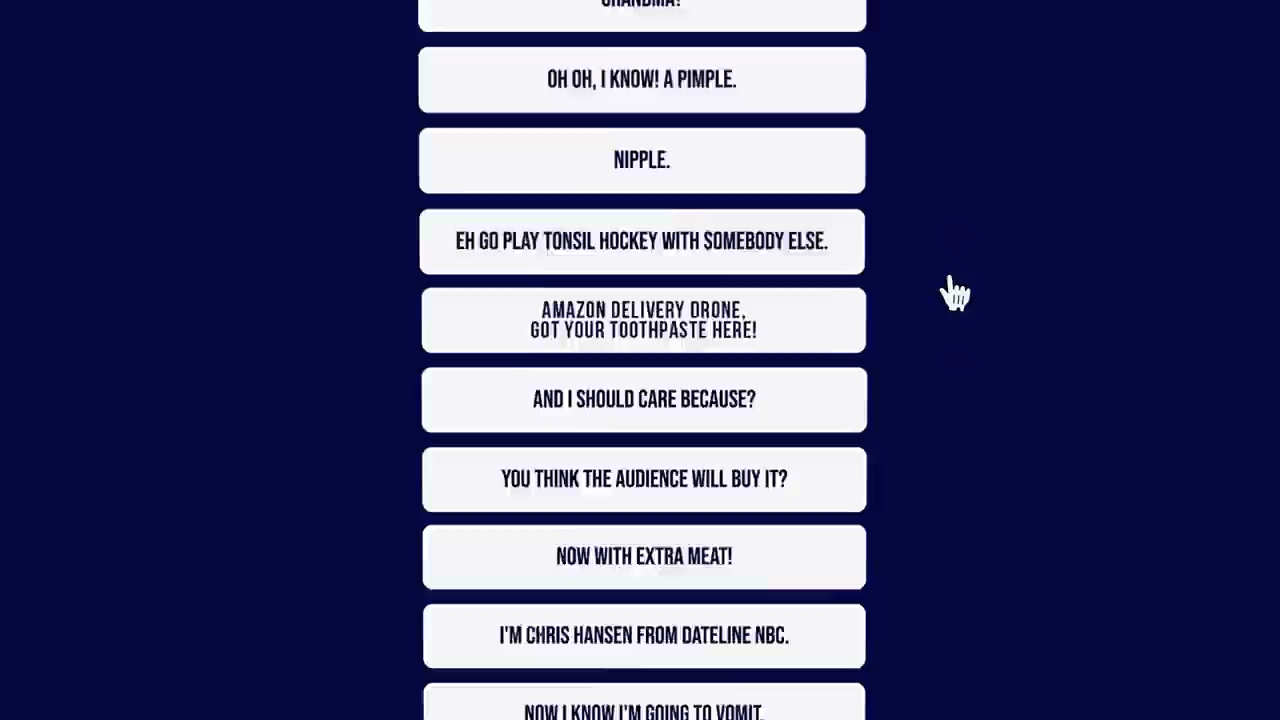 GRANDMA?
OH OH, I KNOW! A PIMPLE.
NIPPLE.
EH GO PLAY TONSIL HOCKEY WITH SOMEBODY ELSE.
AMAZON DELIVERY DRONE,
GOT YOUR TOOTHPASTE HERE!
AND I SHOULD CARE BECAUSE?
YOU THINK THE AUDIENCE WILL BUY IT?
NOW WITH EXTRA MEAT!
I'M CHRIS HANSEN FROM DATELINE NBC.
NOW I KNOW I'M GOING TO VOMIT.